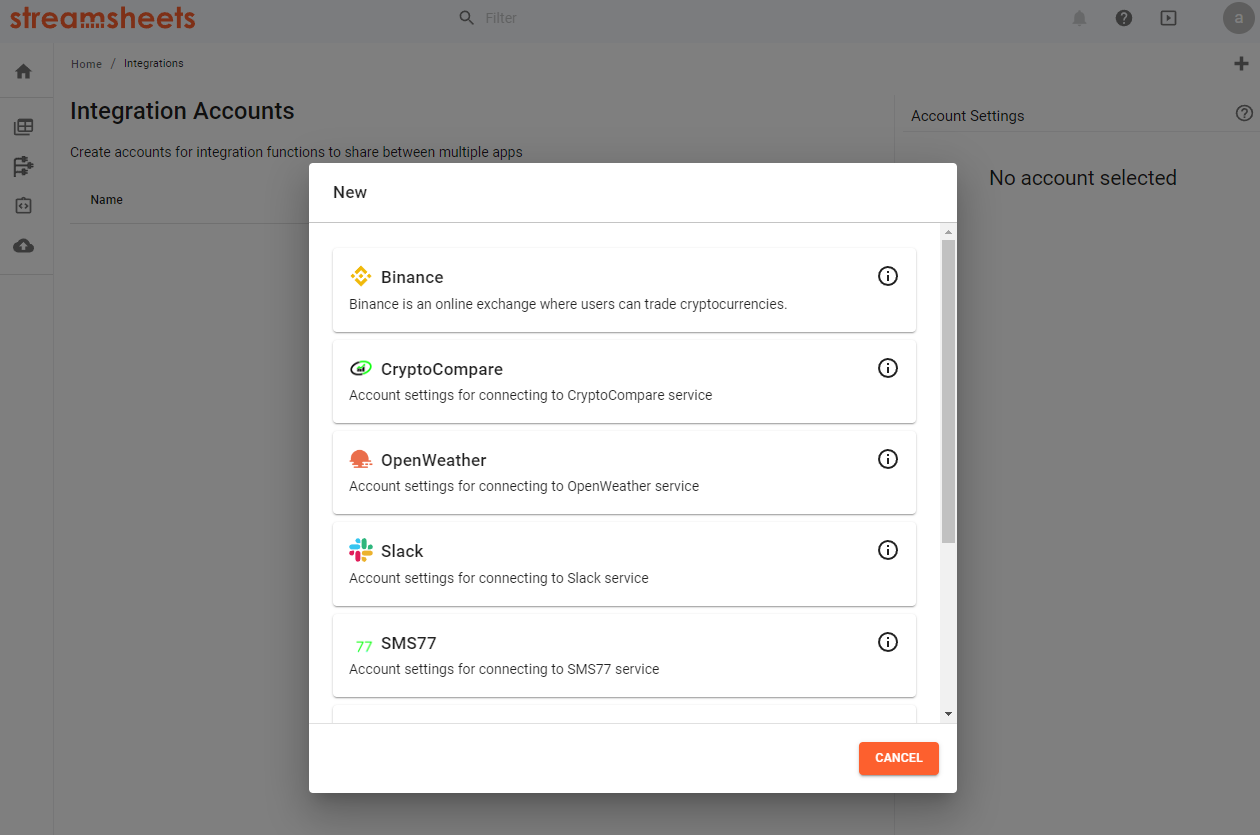 streamsheets
Filter
a
Home / Integrations
Integration Accounts
Account Settings
Create accounts for integration functions to share between multiple apps
No account selected
Name
New
Binance
Binance is an online exchange where users can trade cryptocurrencies.
CryptoCompare
Account settings for connecting to CryptoCompare service
OpenWeather
Account settings for connecting to OpenWeather service
Slack
Account settings for connecting to Slack service
77 SMS77
Account settings for connecting to SMS77 service
CANCEL